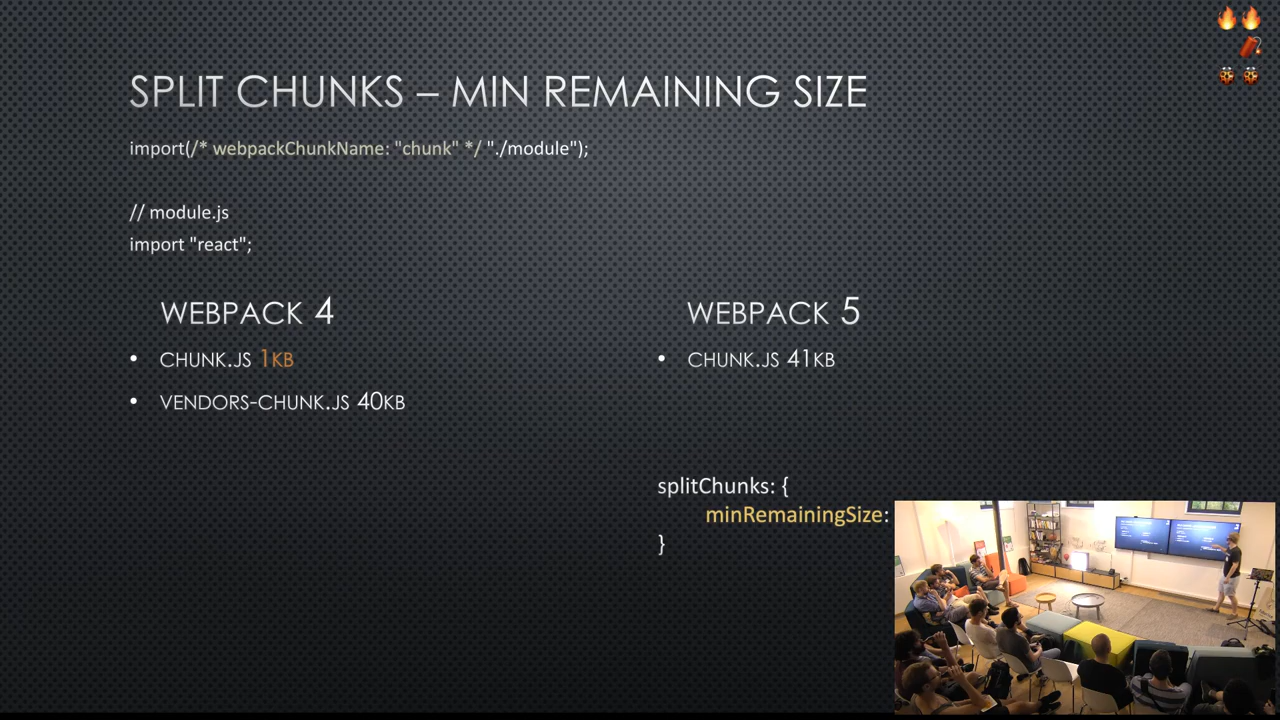 SPLIT CHUNKS – MIN REMAINING SIZE
import(/* webpackChunkName: "chunk" */ "./module");
// module.js
import "react";
WEBPACK 4
• CHUNK.JS 1KB
• VENDORS-CHUNK.JS 40KB
WEBPACK 5
• CHUNK.JS 41KB
splitChunks: {
minRemainingSize:
}